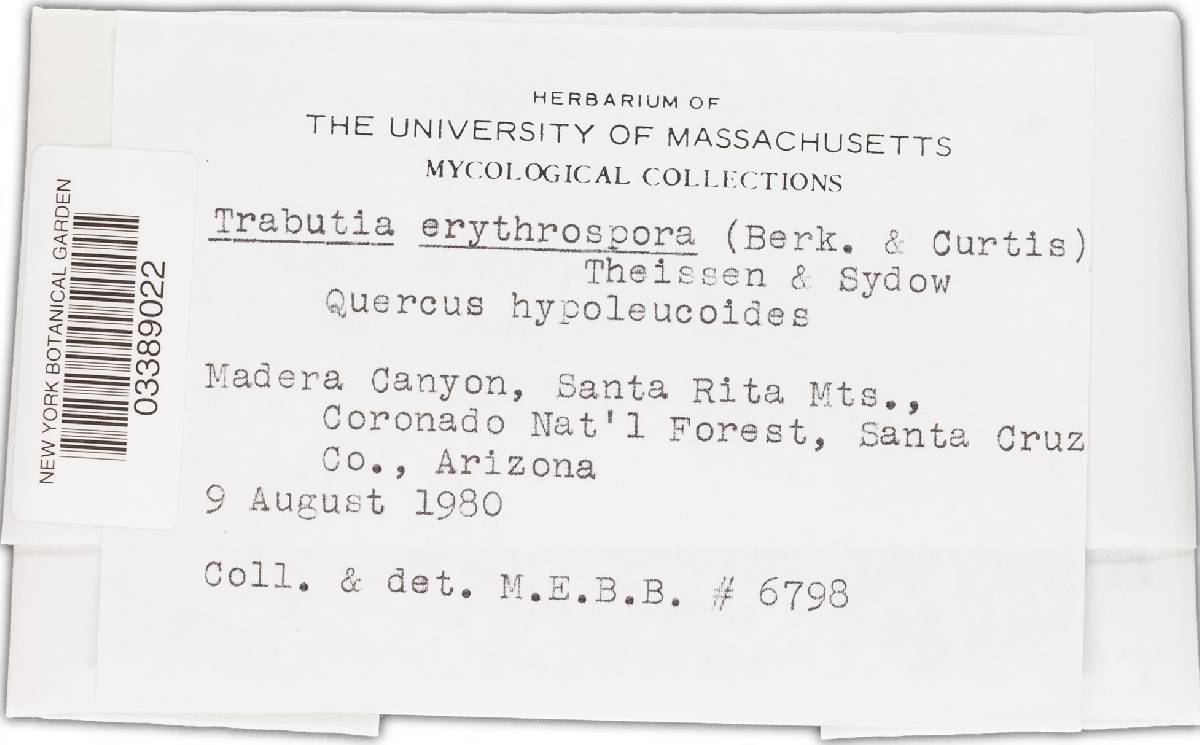 HERBARIUM OF
THE UNIVERSITY OF MASSACHUSETTS
MYCOLOGICAL COLLECTIONS
Trabutia erythrospora (Berk. & Curtis)
Theissen & Sydow
Quercus hypoleucoides
Madera Canyon, Santa Rita Mts.,
Coronado Nat'l Forest, Santa Cruz
Co., Arizona
9 August 1980
Coll. & det. M.E.B.B. # 6798
NEW YORK BOTANICAL GARDEN
03389022